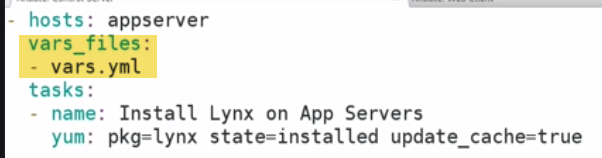 - hosts: appserver
vars_files:
- vars.yml
tasks:
- name: Install Lynx on App Servers
yum: pkg=lynx state=installed update_cache=true